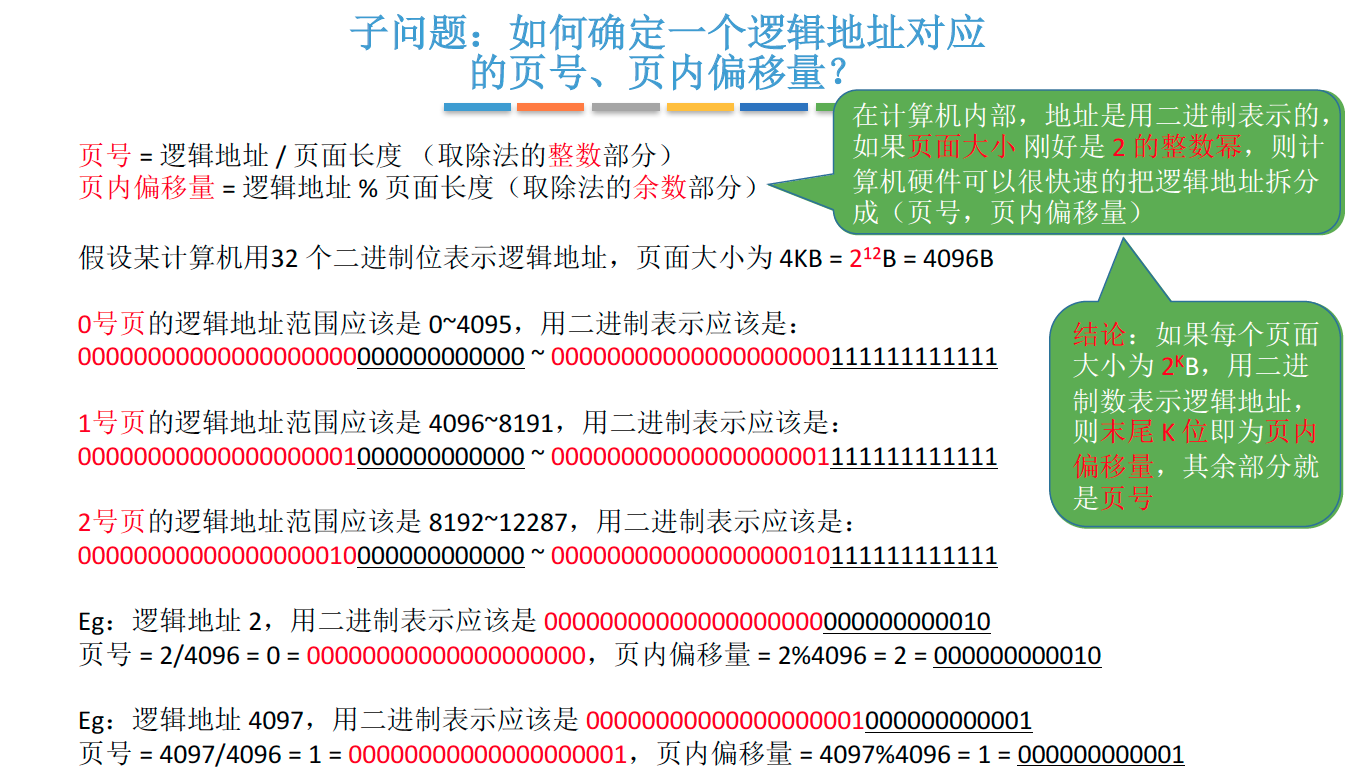 子问题：如何确定一个逻辑地址对应
的页号、页内偏移量？
在计算机内部，地址是用二进制表示的，
如果页面大小 刚好是 2 的整数幂，则计
算机硬件可以很快速的把逻辑地址拆分
成（页号，页内偏移量）
页号 = 逻辑地址 / 页面长度 （取除法的整数部分）
页内偏移量 = 逻辑地址 % 页面长度（取除法的余数部分）
假设某计算机用32 个二进制位表示逻辑地址，页面大小为 4KB = 2¹²B = 4096B
0号页的逻辑地址范围应该是 0~4095，用二进制表示应该是：
00000000000000000000000000000000 ~ 00000000000000000000111111111111
1号页的逻辑地址范围应该是 4096~8191，用二进制表示应该是：
00000000000000000001000000000000 ~ 00000000000000000001111111111111
2号页的逻辑地址范围应该是 8192~12287，用二进制表示应该是：
00000000000000000010000000000000 ~ 00000000000000000010111111111111
Eg：逻辑地址 2，用二进制表示应该是 00000000000000000000000000000010
页号 = 2/4096 = 0 = 00000000000000000000，页内偏移量 = 2%4096 = 2 = 000000000010
Eg：逻辑地址 4097，用二进制表示应该是 00000000000000000001000000000001
页号 = 4097/4096 = 1 = 00000000000000000001，页内偏移量 = 4097%4096 = 1 = 000000000001
结论：如果每个页面
大小为 2ᴷB，用二进
制数表示逻辑地址，
则末尾 K 位即为页内
偏移量，其余部分就
是页号